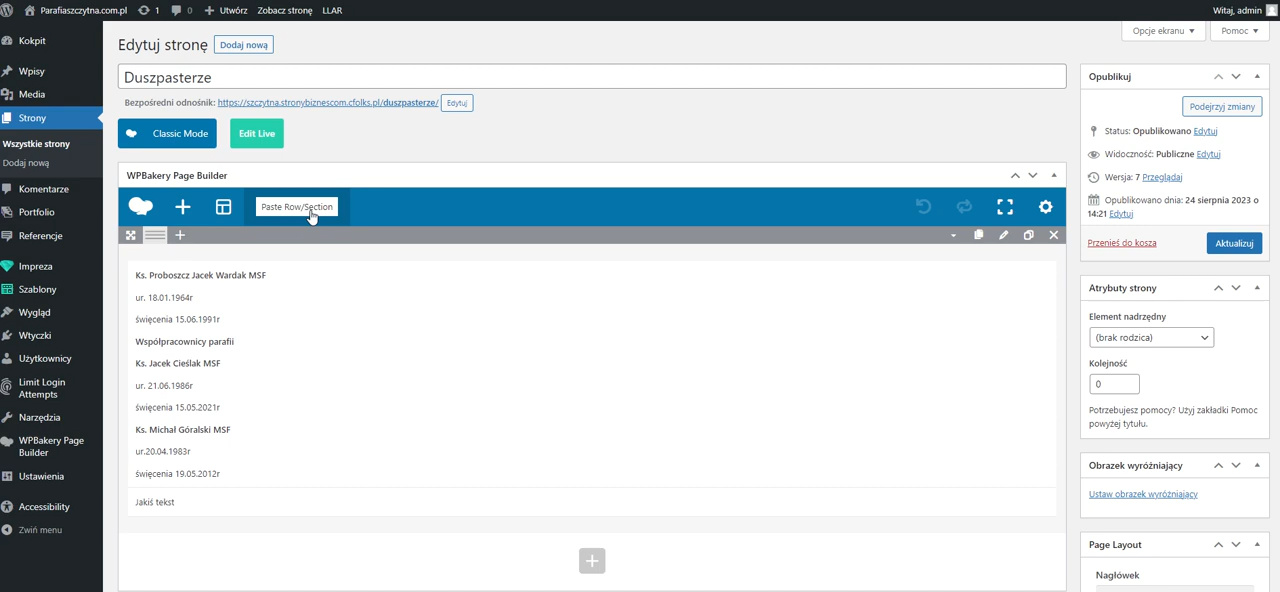 Parafiaszczytna.com.pl
1
0
Utwórz
Zobacz stronę
LLAR
Witaj, admin
Kokpit
Wpisy
Media
Strony
Wszystkie strony
Dodaj nową
Komentarze
Portfolio
Referencje
Impreza
Szablony
Wygląd
Wtyczki
Użytkownicy
Limit Login
Attempts
Narzędzia
WPBakery Page
Builder
Ustawienia
Accessibility
Zwiń menu
Opcje ekranu
Pomoc
Edytuj stronę
Dodaj nową
Duszpasterze
Bezpośredni odnośnik: https://szczytna.stronybiznescom.cfolks.pl/duszpasterze/
Edytuj
Classic Mode
Edit Live
WPBakery Page Builder
Paste Row/Section
Ks. Proboszcz Jacek Wardak MSF
ur. 18.01.1964r
święcenia 15.06.1991r
Współpracownicy parafii
Ks. Jacek Cieślak MSF
ur. 21.06.1986r
święcenia 15.05.2021r
Ks. Michał Góralski MSF
ur.20.04.1983r
święcenia 19.05.2012r
Jakiś tekst
Opublikuj
Podejrzyj zmiany
Status: Opublikowano Edytuj
Widoczność: Publiczne Edytuj
Wersja: 7 Przeglądaj
Opublikowano dnia: 24 sierpnia 2023 o
14:21 Edytuj
Przenieś do kosza
Aktualizuj
Atrybuty strony
Element nadrzędny
(brak rodzica)
Kolejność
0
Potrzebujesz pomocy? Użyj zakładki Pomoc
powyżej tytułu.
Obrazek wyróżniający
Ustaw obrazek wyróżniający
Page Layout
Nagłówek